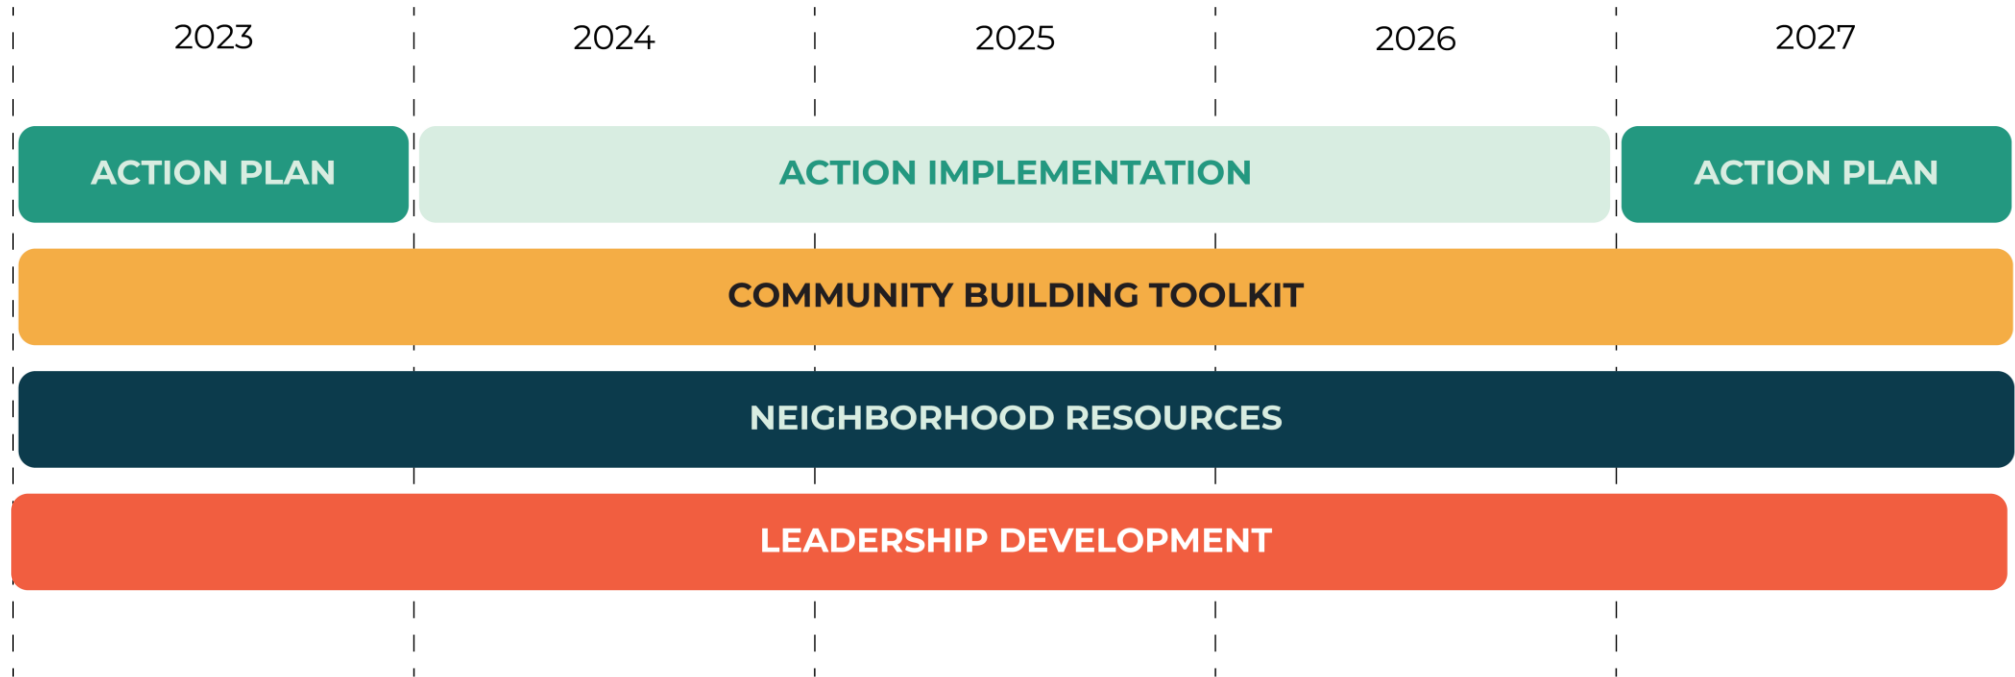 2023 2024 2025 2026 2027
ACTION PLAN ACTION IMPLEMENTATION ACTION PLAN
COMMUNITY BUILDING TOOLKIT
NEIGHBORHOOD RESOURCES
LEADERSHIP DEVELOPMENT